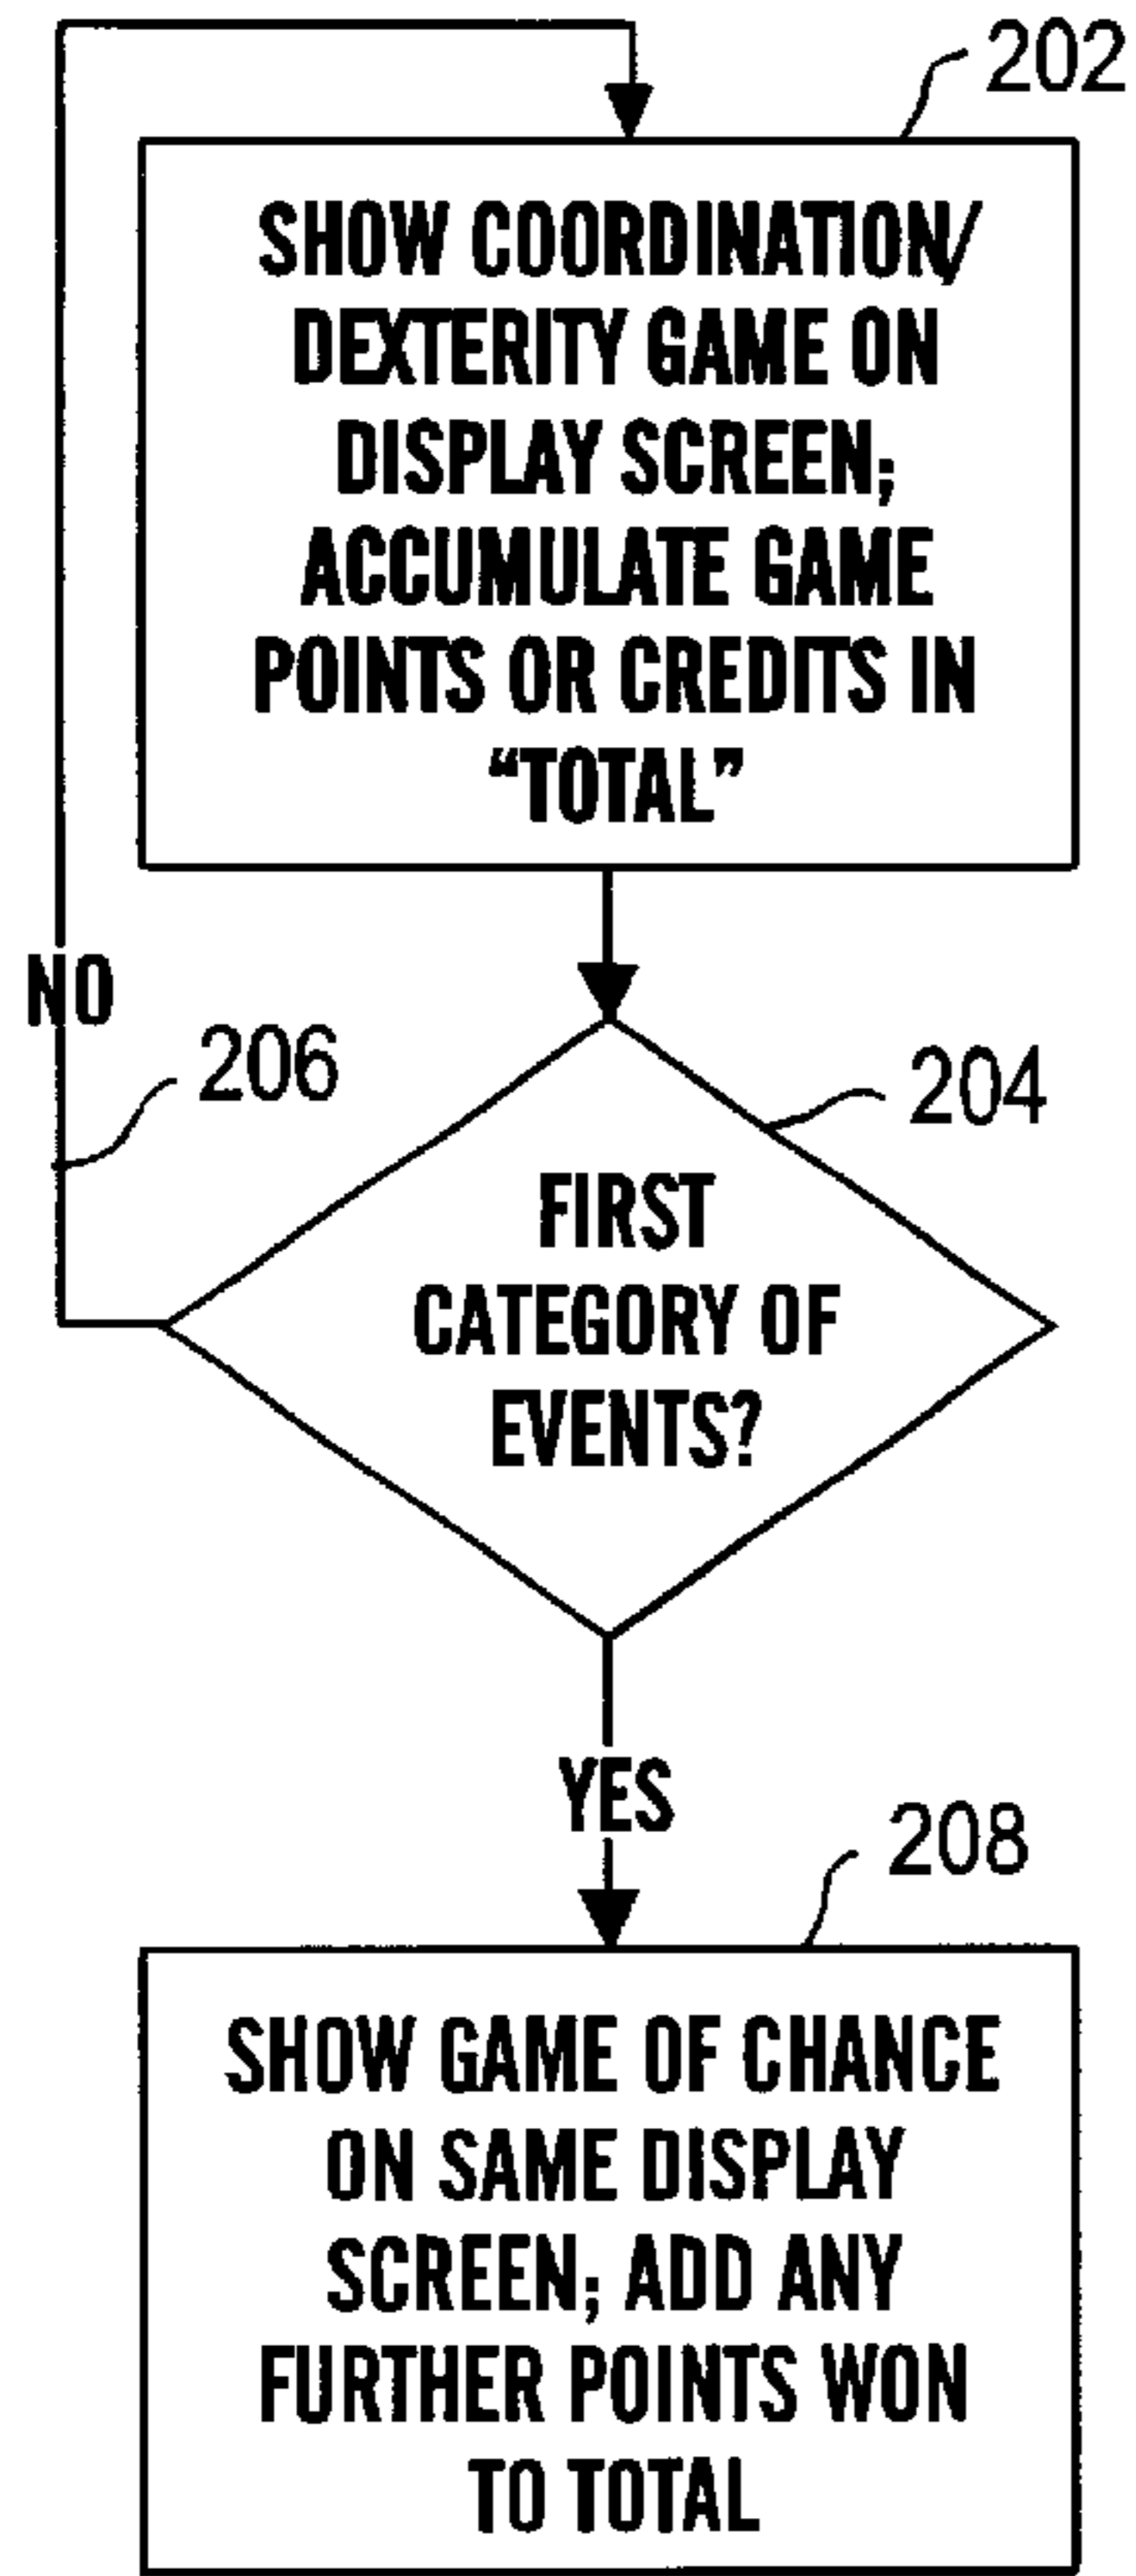 202
SHOW COORDINATION/
DEXTERITY GAME ON
DISPLAY SCREEN;
ACCUMULATE GAME
POINTS OR CREDITS IN
“TOTAL”
NO
206
204
FIRST
CATEGORY OF
EVENTS?
YES
208
SHOW GAME OF CHANCE
ON SAME DISPLAY
SCREEN; ADD ANY
FURTHER POINTS WON
TO TOTAL